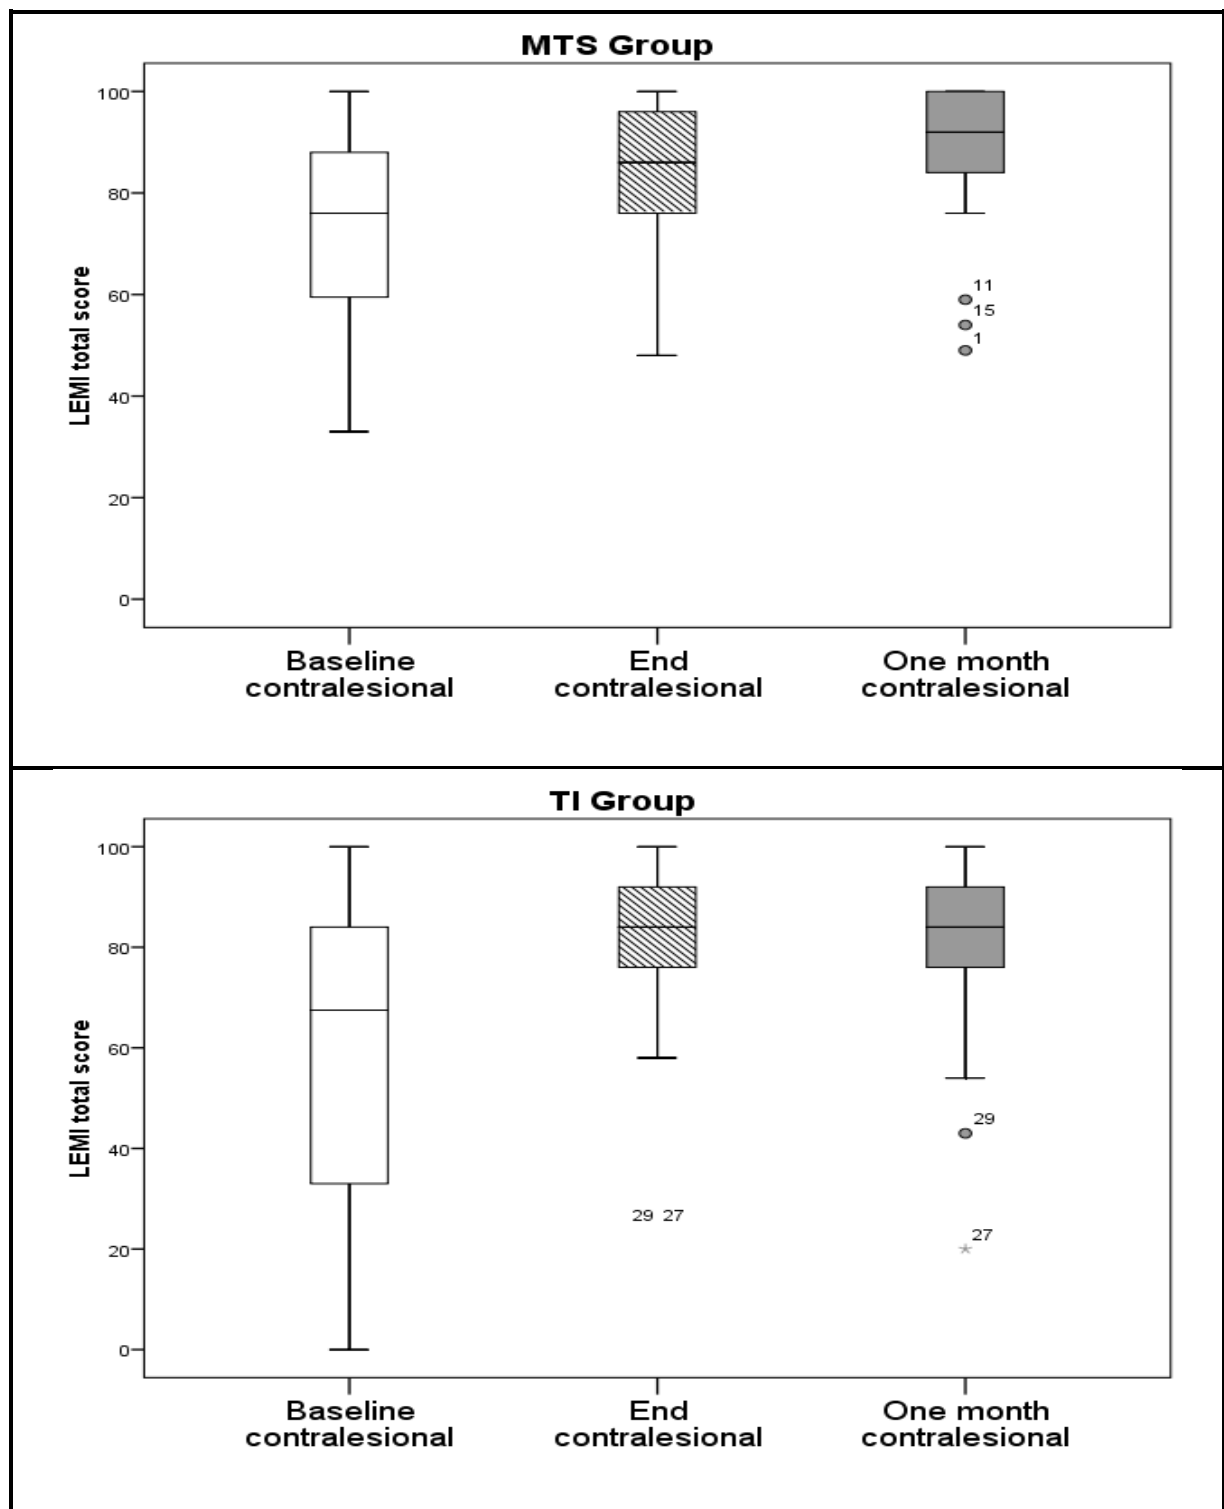 MTS Group
100
80
60
40
20
0
LEMI total score
11
15
1
Baseline
contralesional
End
contralesional
One month
contralesional
TI Group
100
80
60
40
20
0
LEMI total score
29 27
29
27
Baseline
contralesional
End
contralesional
One month
contralesional